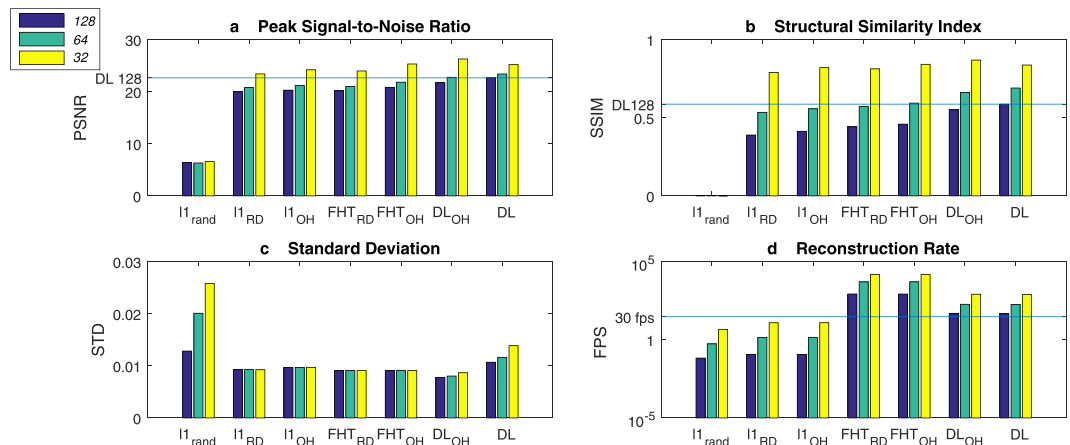 128
64
32
a Peak Signal-to-Noise Ratio
30
DL 128
20
10
0
PSNR
l1rand l1RD l1OH FHTRD FHTOH DLOH DL
b Structural Similarity Index
1
DL128
0.5
0
SSIM
l1rand l1RD l1OH FHTRD FHTOH DLOH DL
c Standard Deviation
0.03
0.02
0.01
0
STD
l1rand l1RD l1OH FHTRD FHTOH DLOH DL
d Reconstruction Rate
10^5
30 fps
1
10^-5
FPS
l1rand l1RD l1OH FHTRD FHTOH DLOH DL